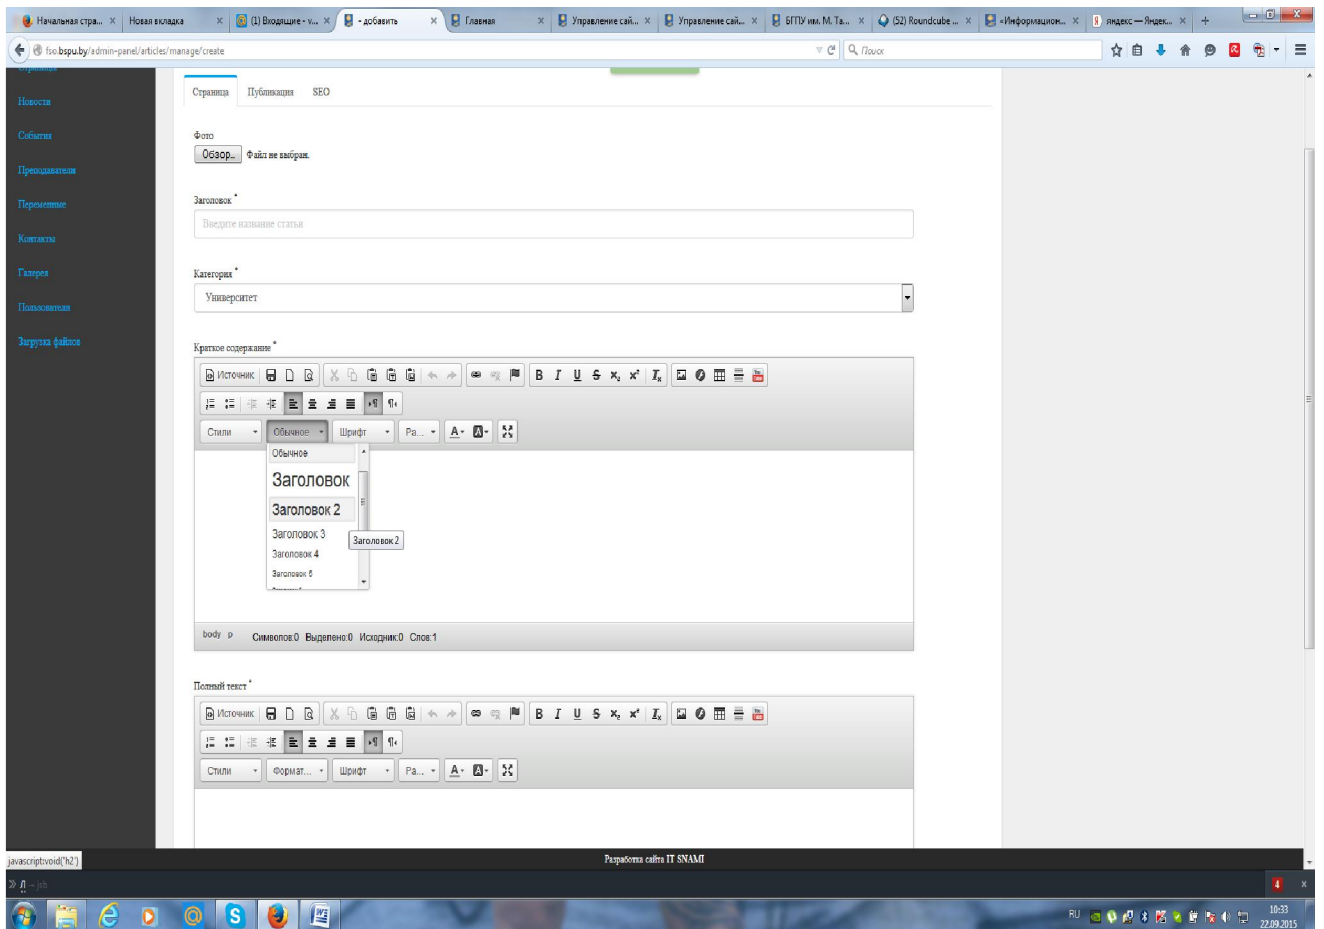 Начальная стра... Новая вкладка (1) Входящие - v... - добавить Главная Управление сай... Управление сай... БГПУ им. М. Та... (52) Roundcube ... «Информацион... яндекс — Яндек...
fso.bspu.by/admin-panel/articles/manage/create Поиск
Страницы
Новости
События
Преподаватели
Переменные
Контакты
Галерея
Пользователи
Загрузка файлов
Страница Публикация SEO
Фото
Обзор... Файл не выбран.
Заголовок *
Введите название статьи
Категория *
Университет
Краткое содержание *
Источник
Стили Обычное Шрифт Ра...
Обычное
Заголовок
Заголовок 2
Заголовок 3
Заголовок 2
Заголовок 4
Заголовок 5
body p Символов:0 Выделено:0 Исходник:0 Слов:1
Полный текст *
Источник
Стили Формат... Шрифт Ра...
javascript:void('h2') Разработка сайта IT SNAMI
Л – jsb 4
RU 10:33
22.09.2015